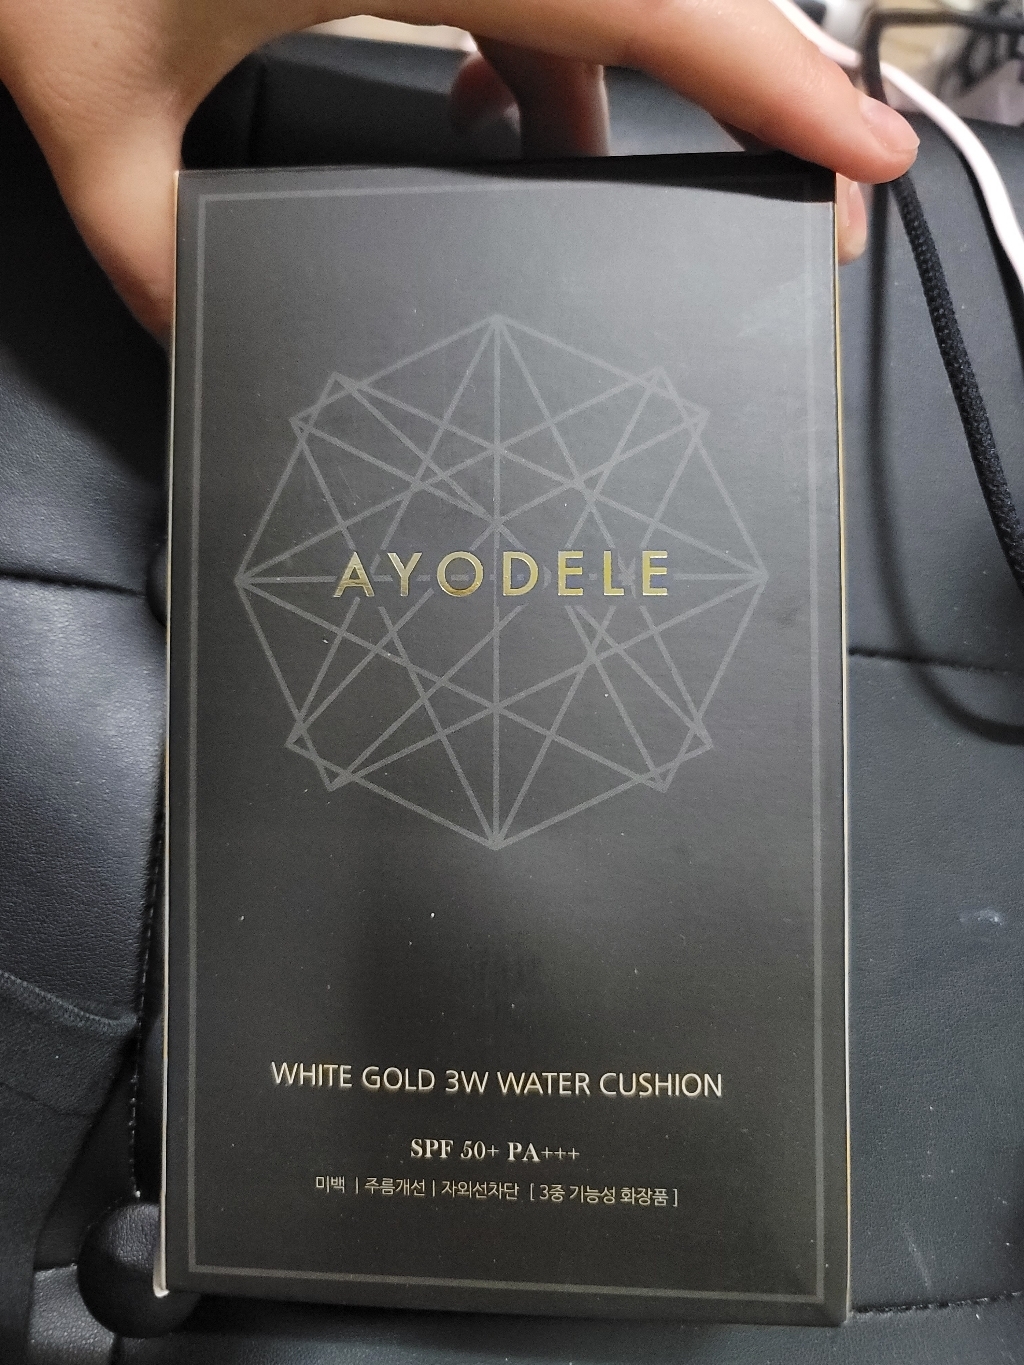 AYODELE
WHITE GOLD 3W WATER CUSHION
SPF 50+ PA+++
미백 | 주름개선 | 자외선차단 [ 3중 기능성 화장품 ]